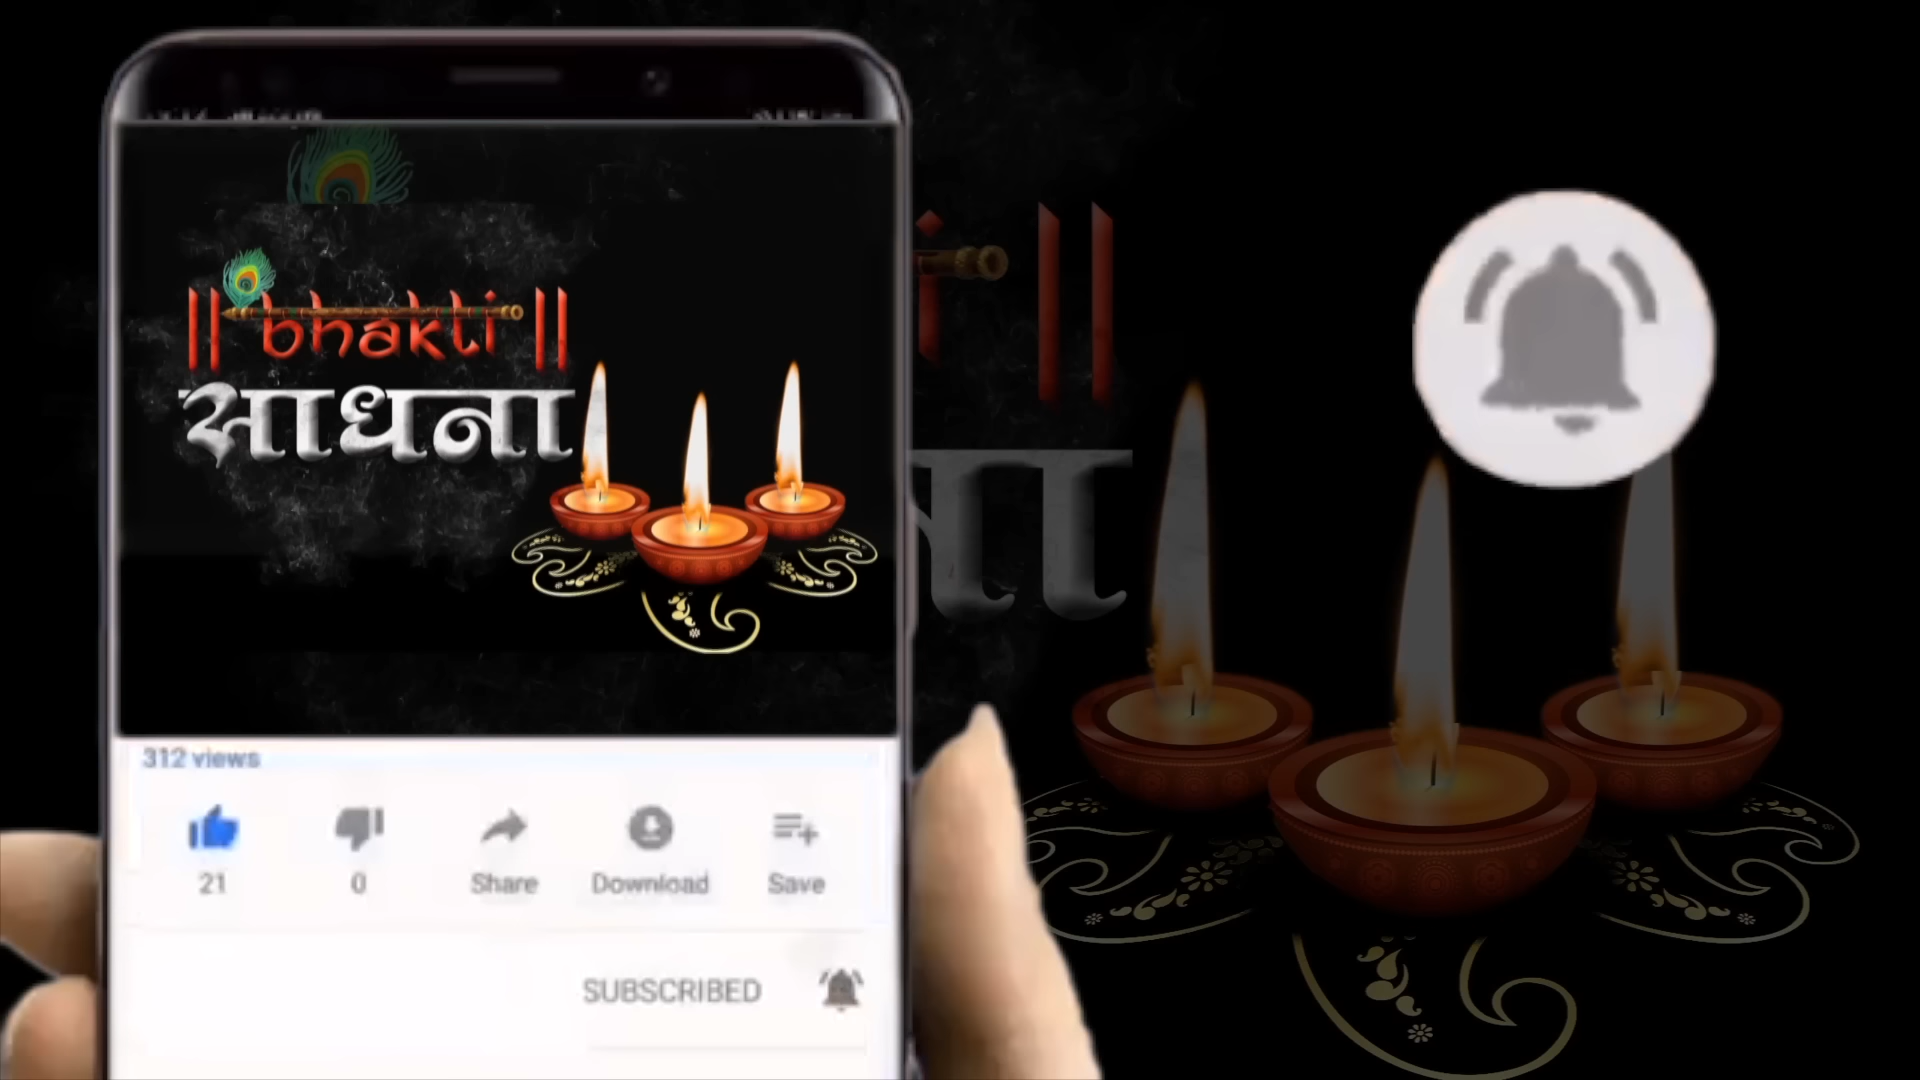 || bhakti ||
साधना
312 views
21
0
Share
Download
Save
SUBSCRIBED